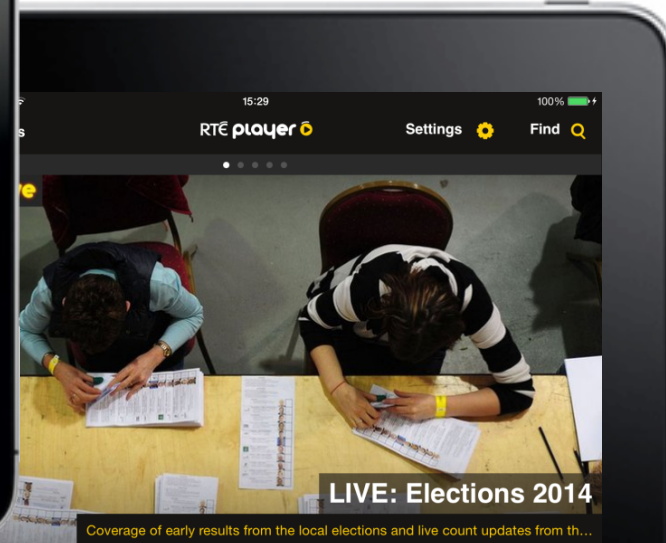 15:29
100%
s
RTÉ player
Settings
Find
ve
LIVE: Elections 2014
Coverage of early results from the local elections and live count updates from th...